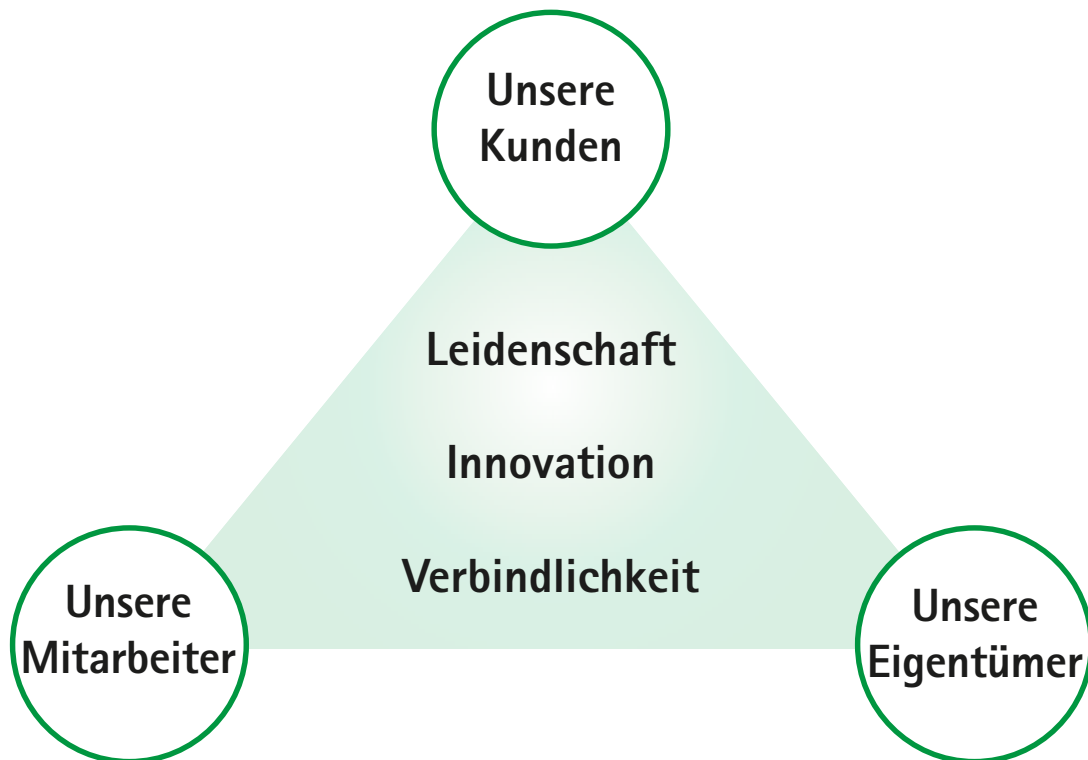 Unsere
Kunden
Leidenschaft
Innovation
Verbindlichkeit
Unsere
Mitarbeiter
Unsere
Eigentümer